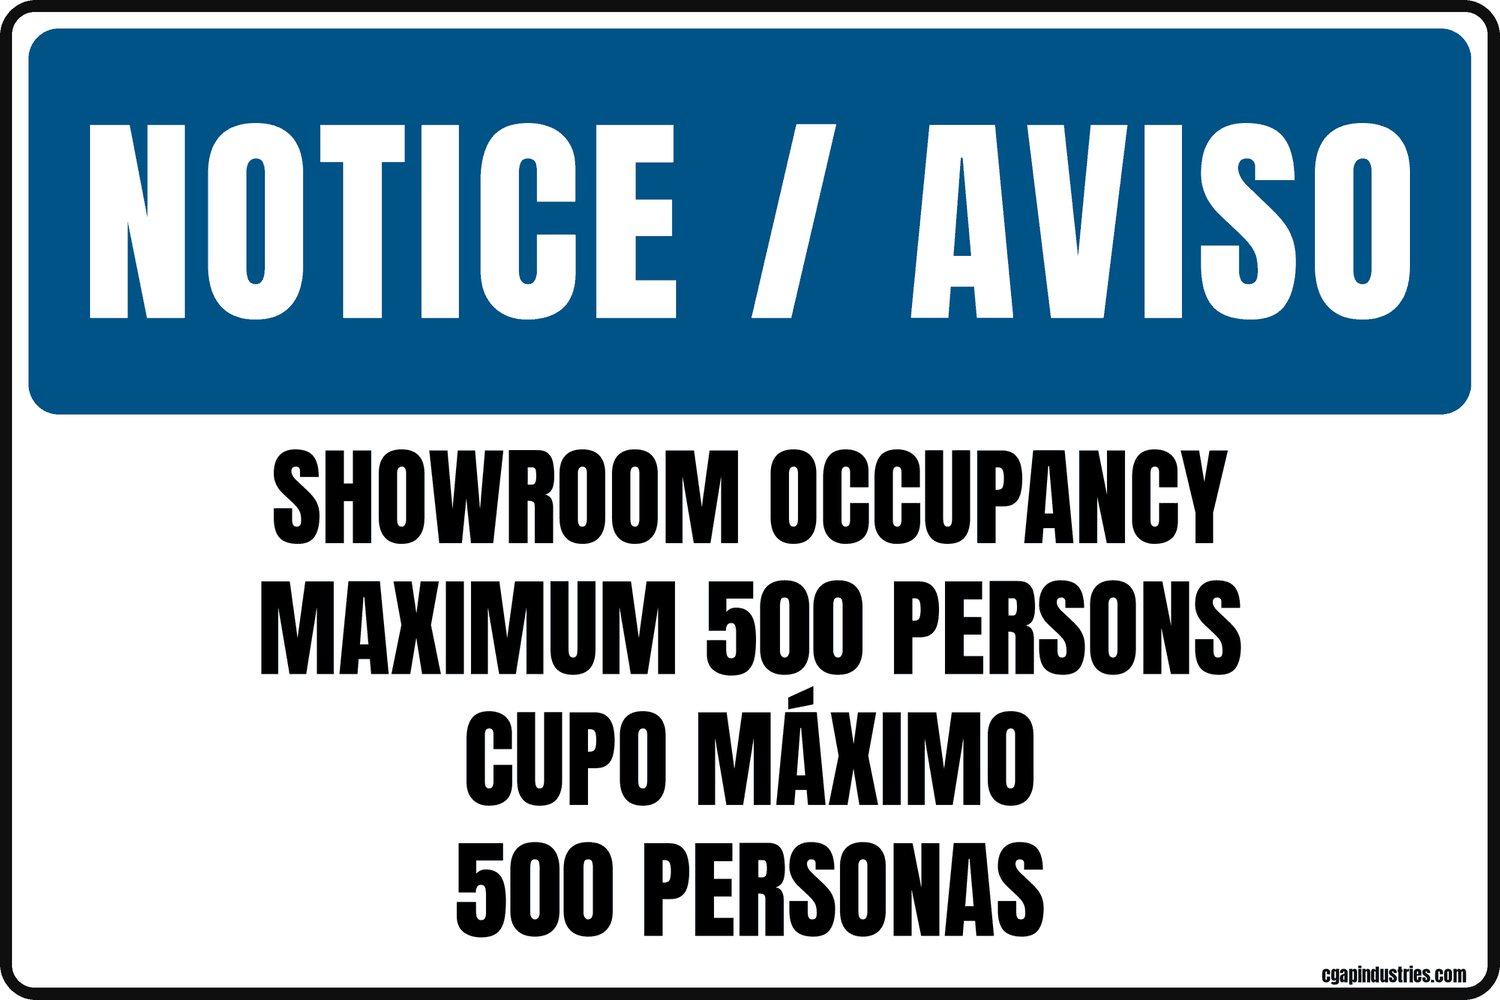 NOTICE / AVISO
SHOWROOM OCCUPANCY
MAXIMUM 500 PERSONS
CUPO MÁXIMO
500 PERSONAS
cgapindustries.com